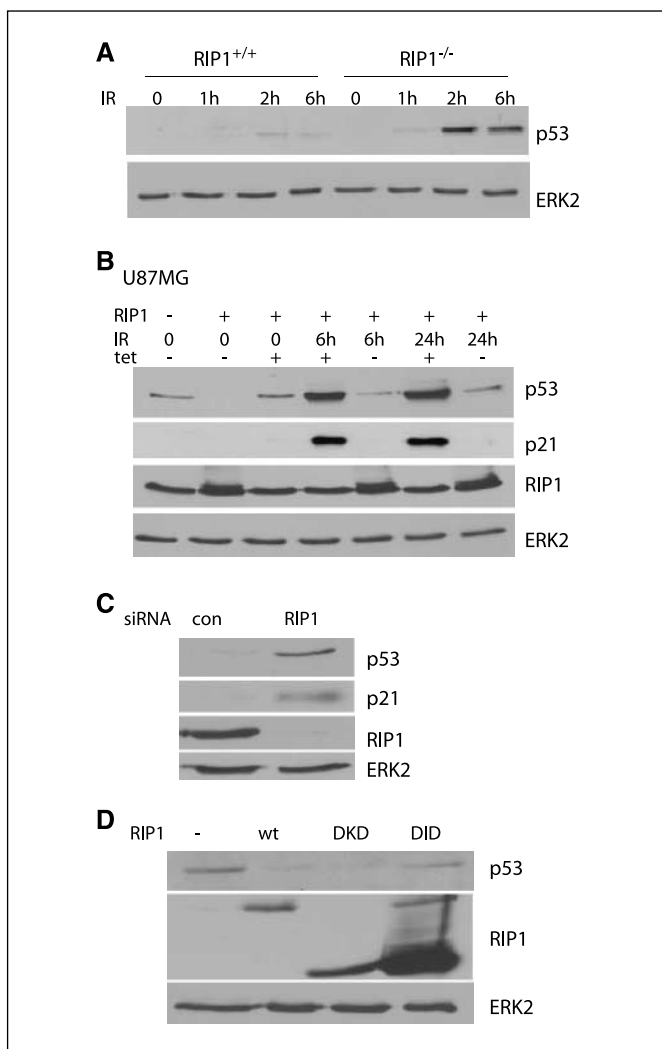 A
RIP1+/+ RIP1-/-
IR 0 1h 2h 6h 0 1h 2h 6h
p53
ERK2
B
U87MG
RIP1 - + + + + + +
IR 0 0 0 6h 6h 24h 24h
tet - - + + - + -
p53
p21
RIP1
ERK2
C
siRNA con RIP1
p53
p21
RIP1
ERK2
D
RIP1 - wt DKD DID
p53
RIP1
ERK2